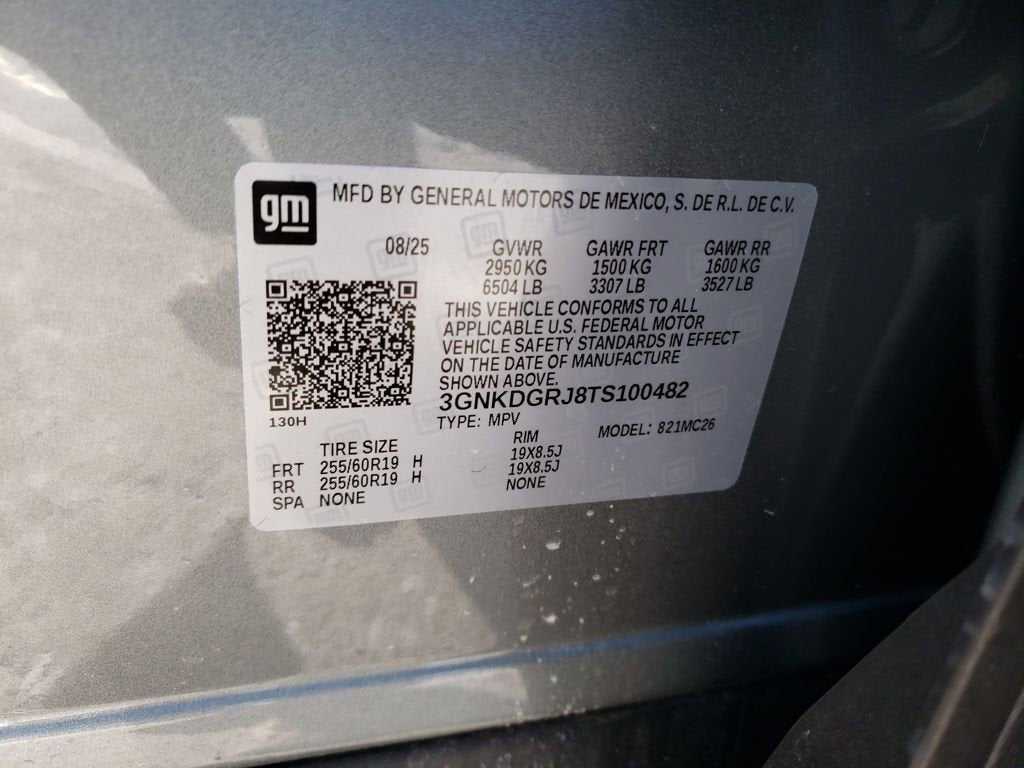 gm
MFD BY GENERAL MOTORS DE MEXICO, S. DE R.L. DE C.V.
08/25 GVWR GAWR FRT GAWR RR
2950 KG 1500 KG 1600 KG
6504 LB 3307 LB 3527 LB
THIS VEHICLE CONFORMS TO ALL
APPLICABLE U.S. FEDERAL MOTOR
VEHICLE SAFETY STANDARDS IN EFFECT
ON THE DATE OF MANUFACTURE
SHOWN ABOVE.
3GNKDGRJ8TS100482
130H
TYPE: MPV MODEL: 821MC26
TIRE SIZE RIM
FRT 255/60R19 H 19X8.5J
RR 255/60R19 H 19X8.5J
SPA NONE NONE